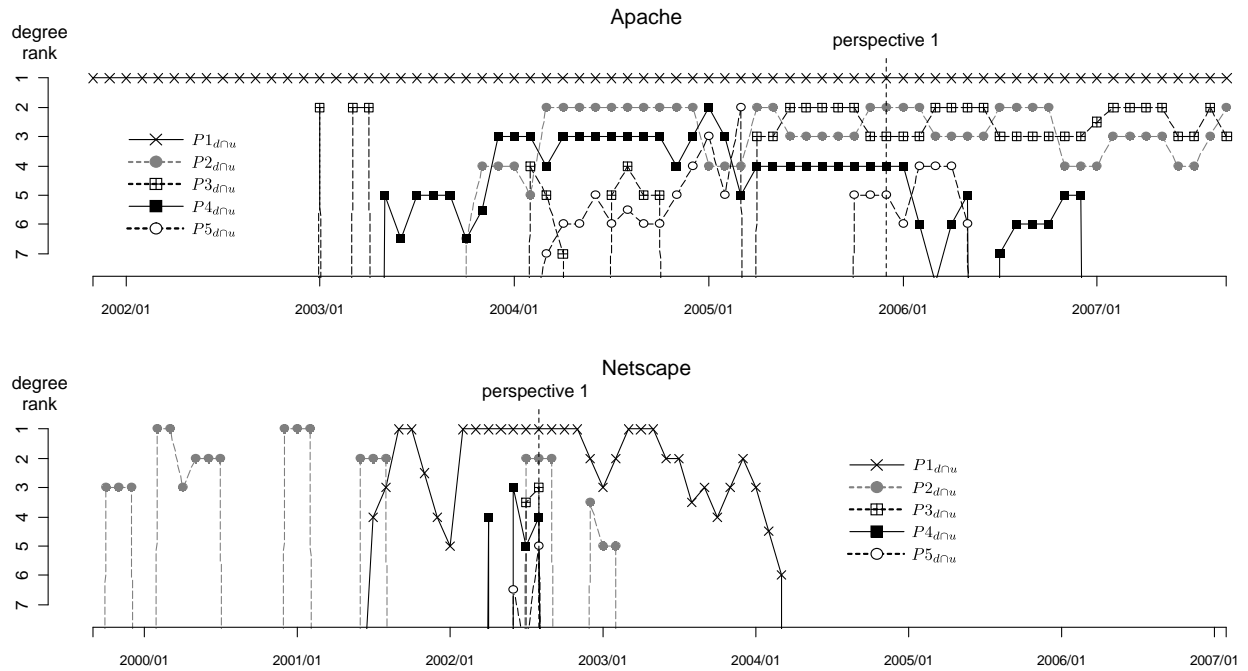 Apache
degree
rank
perspective 1
1
2
3
4
5
6
7
P1d∩u
P2d∩u
P3d∩u
P4d∩u
P5d∩u
2002/01 2003/01 2004/01 2005/01 2006/01 2007/01
Netscape
degree
rank
perspective 1
1
2
3
4
5
6
7
P1d∩u
P2d∩u
P3d∩u
P4d∩u
P5d∩u
2000/01 2001/01 2002/01 2003/01 2004/01 2005/01 2006/01 2007/01